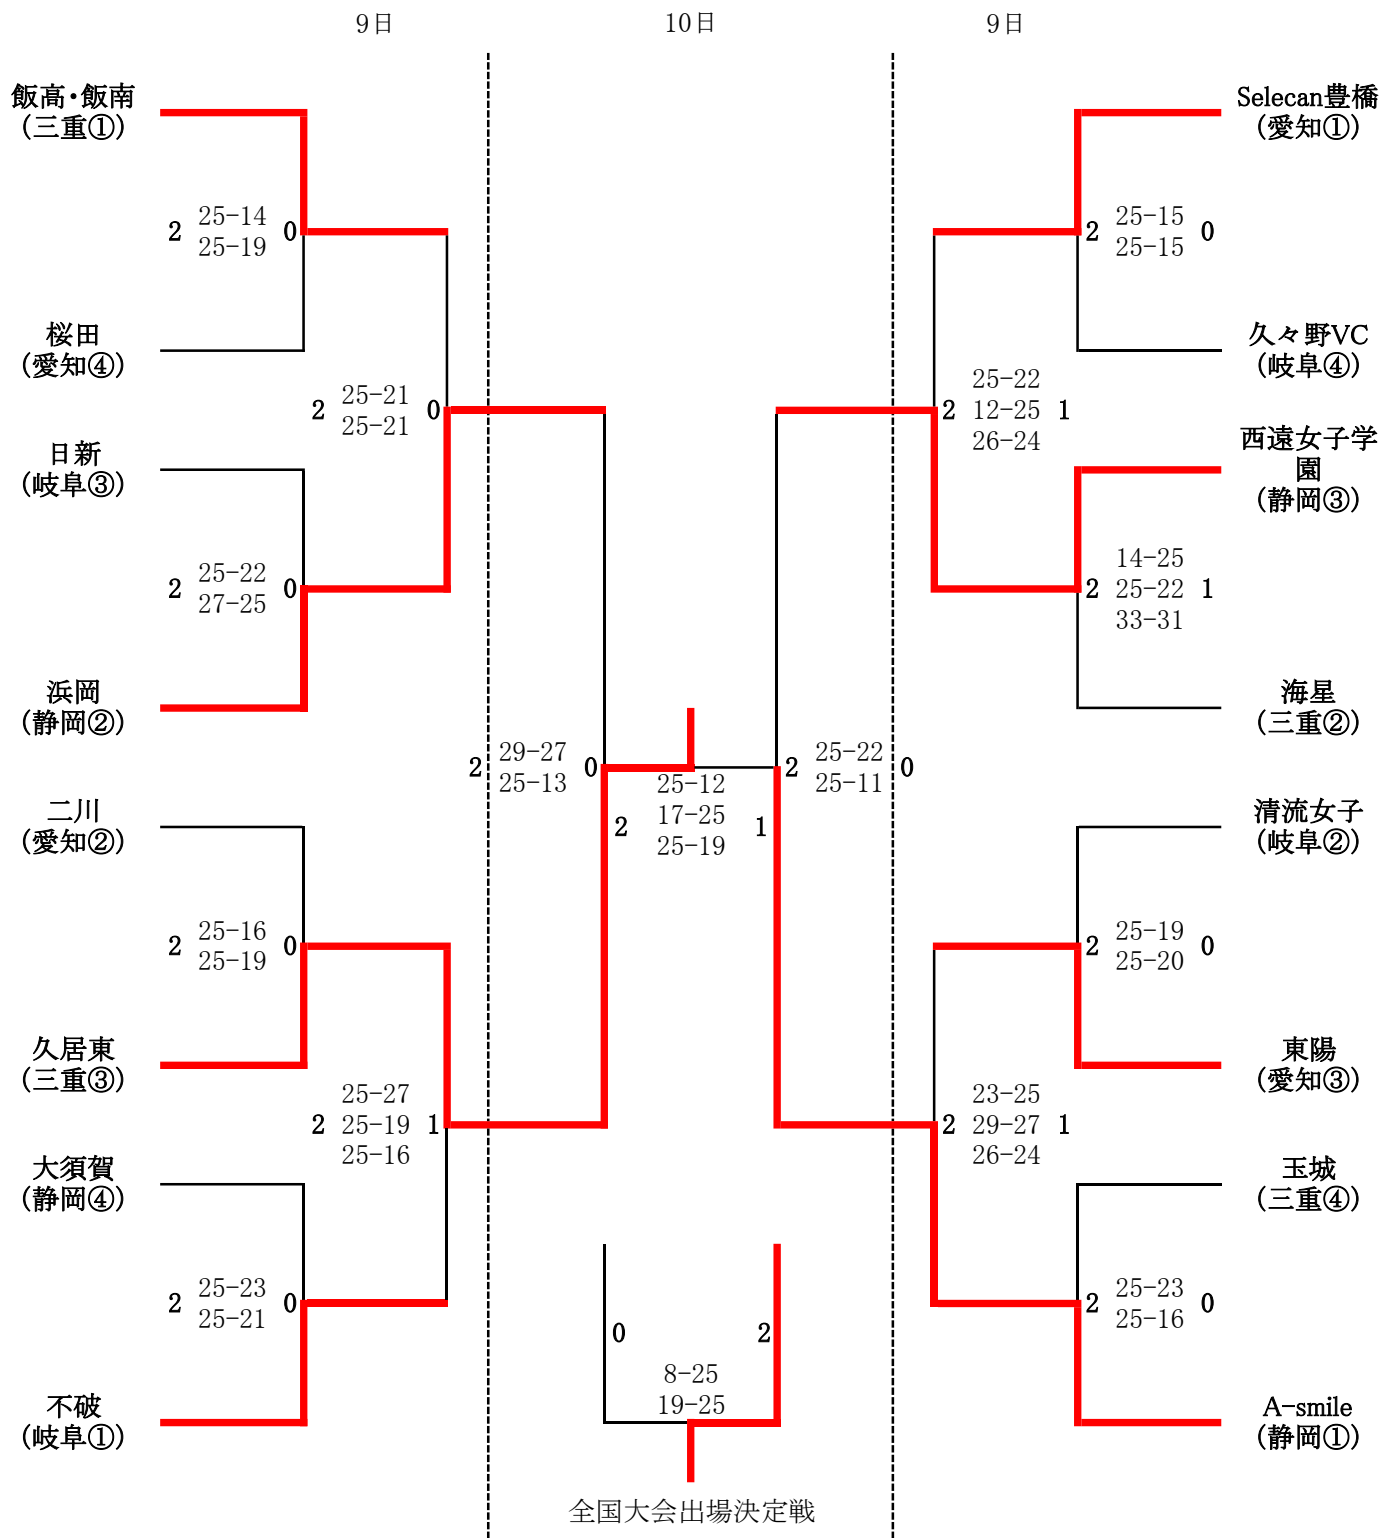 9日
10日
9日
飯高・飯南
(三重①)
2
25-14
25-19
0
桜田
(愛知④)
2
25-21
25-21
0
日新
(岐阜③)
2
25-22
27-25
0
浜岡
(静岡②)
2
29-27
25-13
0
二川
(愛知②)
2
25-16
25-19
0
久居東
(三重③)
2
25-27
25-19
25-16
1
大須賀
(静岡④)
2
25-23
25-21
0
不破
(岐阜①)
2
25-12
17-25
25-19
1
0
8-25
19-25
2
全国大会出場決定戦
Selecan豊橋
(愛知①)
2
25-15
25-15
0
久々野VC
(岐阜④)
2
25-22
12-25
26-24
1
西遠女子学
園
(静岡③)
2
14-25
25-22
33-31
1
海星
(三重②)
2
25-22
25-11
0
清流女子
(岐阜②)
2
25-19
25-20
0
東陽
(愛知③)
2
23-25
29-27
26-24
1
玉城
(三重④)
2
25-23
25-16
0
A-smile
(静岡①)